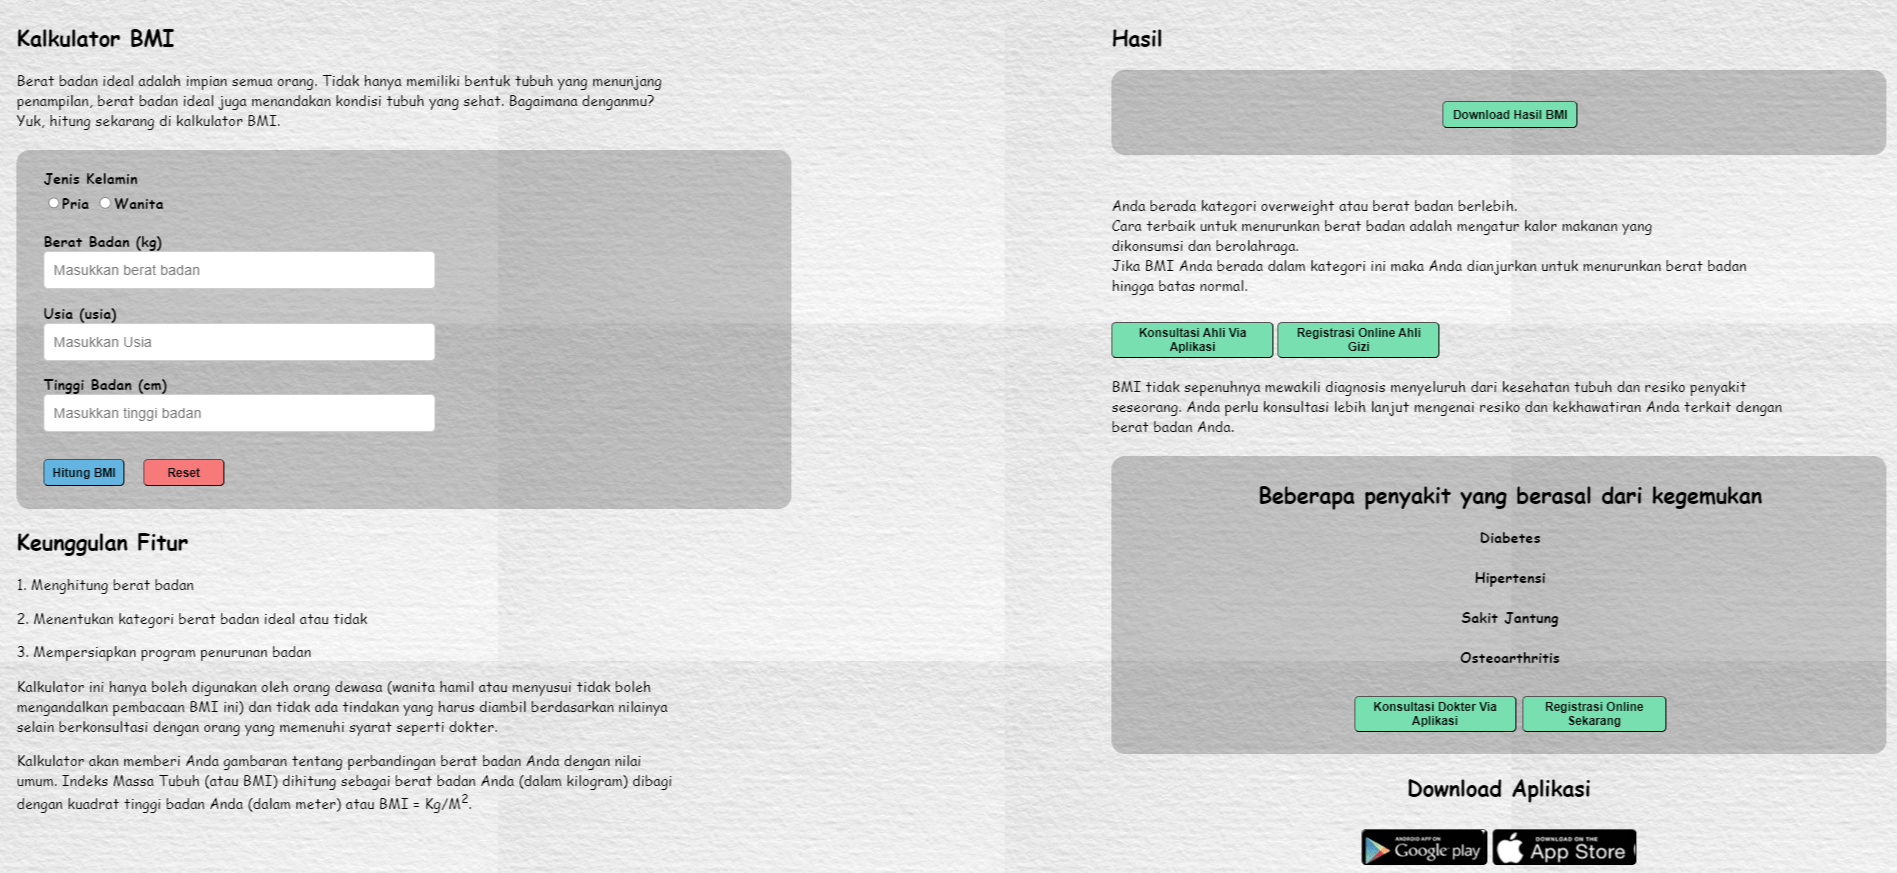 Kalkulator BMI
Berat badan ideal adalah impian semua orang. Tidak hanya memiliki bentuk tubuh yang menunjang
penampilan, berat badan ideal juga menandakan kondisi tubuh yang sehat. Bagaimana denganmu?
Yuk, hitung sekarang di kalkulator BMI.
Jenis Kelamin
Pria Wanita
Berat Badan (kg)
Masukkan berat badan
Usia (usia)
Masukkan Usia
Tinggi Badan (cm)
Masukkan tinggi badan
Hitung BMI
Reset
Keunggulan Fitur
1. Menghitung berat badan
2. Menentukan kategori berat badan ideal atau tidak
3. Mempersiapkan program penurunan badan
Kalkulator ini hanya boleh digunakan oleh orang dewasa (wanita hamil atau menyusui tidak boleh
mengandalkan pembacaan BMI ini) dan tidak ada tindakan yang harus diambil berdasarkan nilainya
selain berkonsultasi dengan orang yang memenuhi syarat seperti dokter.
Kalkulator akan memberi Anda gambaran tentang perbandingan berat badan Anda dengan nilai
umum. Indeks Massa Tubuh (atau BMI) dihitung sebagai berat badan Anda (dalam kilogram) dibagi
dengan kuadrat tinggi badan Anda (dalam meter) atau BMI = Kg/M².
Hasil
Download Hasil BMI
Anda berada kategori overweight atau berat badan berlebih.
Cara terbaik untuk menurunkan berat badan adalah mengatur kalor makanan yang
dikonsumsi dan berolahraga.
Jika BMI Anda berada dalam kategori ini maka Anda dianjurkan untuk menurunkan berat badan
hingga batas normal.
Konsultasi Ahli Via
Aplikasi
Registrasi Online Ahli
Gizi
BMI tidak sepenuhnya mewakili diagnosis menyeluruh dari kesehatan tubuh dan resiko penyakit
seseorang. Anda perlu konsultasi lebih lanjut mengenai resiko dan kekhawatiran Anda terkait dengan
berat badan Anda.
Beberapa penyakit yang berasal dari kegemukan
Diabetes
Hipertensi
Sakit Jantung
Osteoarthritis
Konsultasi Dokter Via
Aplikasi
Registrasi Online
Sekarang
Download Aplikasi
ANDROID APP ON
Google play
DOWNLOAD ON THE
App Store